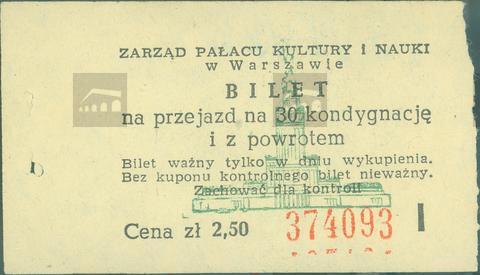 ZARZĄD PAŁACU KULTURY i NAUKI
w Warszawie
BILET
na przejazd na 30 kondygnację
i z powrotem
Bilet ważny tylko w dniu wykupienia.
Bez kuponu kontrolnego bilet nieważny.
Zachować dla kontroli
Cena zł 2,50 374093 I